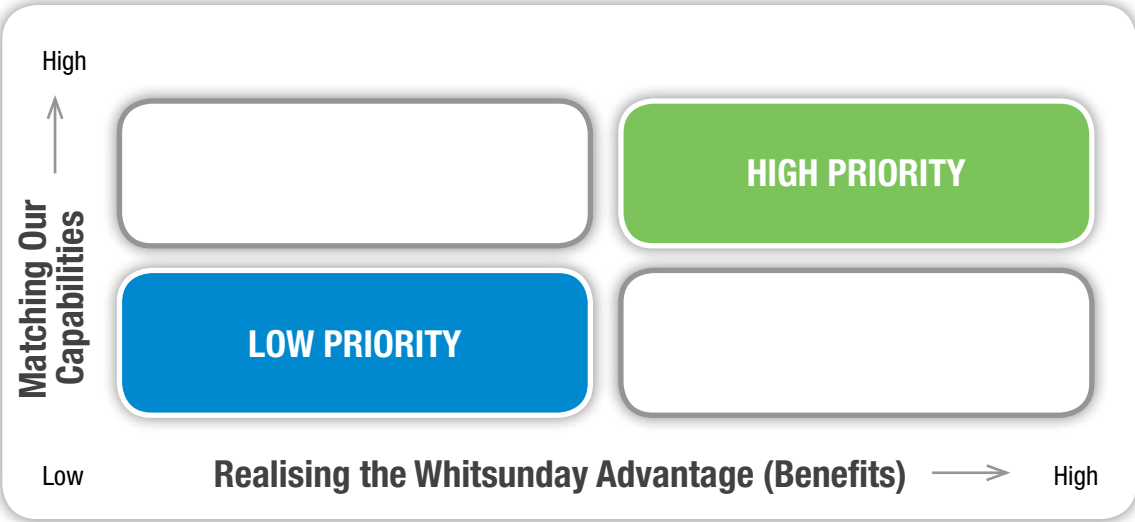 High
HIGH PRIORITY
Matching Our
Capabilities
LOW PRIORITY
Low
Realising the Whitsunday Advantage (Benefits)
High